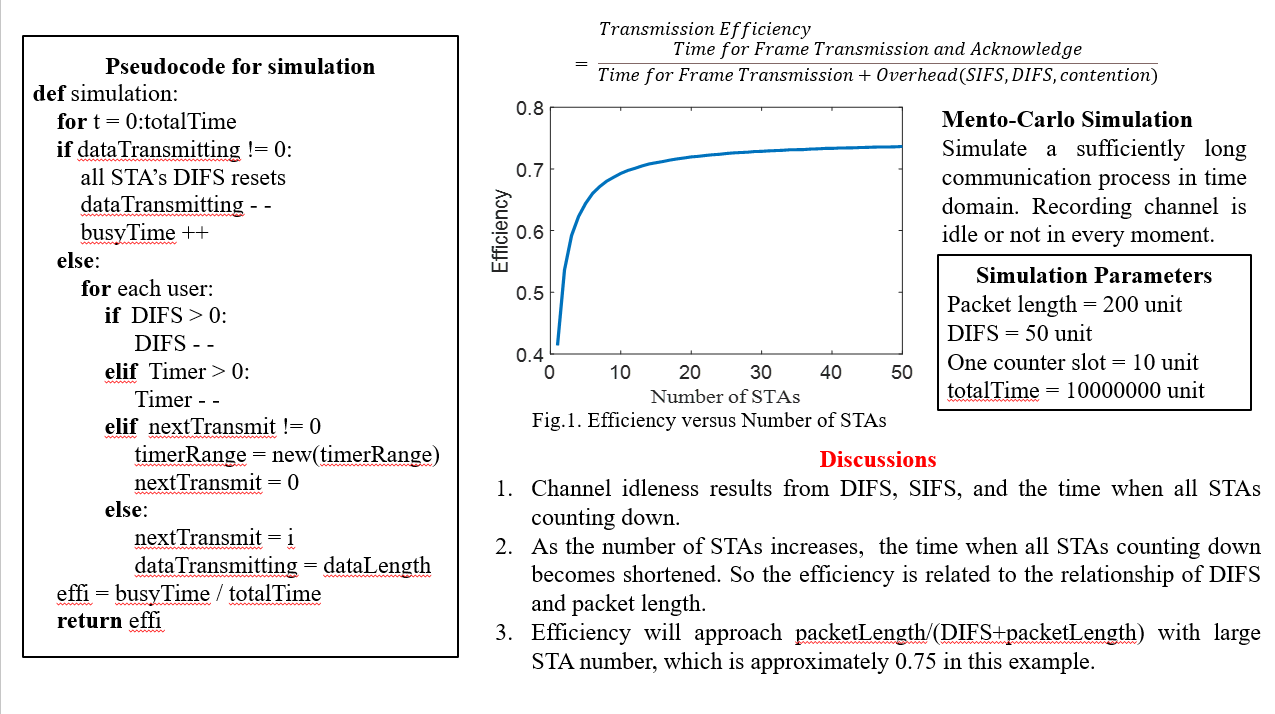 Pseudocode for simulation
def simulation:
for t = 0:totalTime
if dataTransmitting != 0:
all STA's DIFS resets
dataTransmitting - -
busyTime ++
else:
for each user:
if DIFS > 0:
DIFS - -
elif Timer > 0:
Timer - -
elif nextTransmit != 0
timerRange = new(timerRange)
nextTransmit = 0
else:
nextTransmit = i
dataTransmitting = dataLength
effi = busyTime / totalTime
return effi
Transmission Efficiency
= Time for Frame Transmission and Acknowledge
Time for Frame Transmission + Overhead(SIFS, DIFS, contention)
0.8
0.7
0.6
0.5
0.4
Efficiency
0 10 20 30 40 50
Number of STAs
Fig.1. Efficiency versus Number of STAs
Mento-Carlo Simulation
Simulate a sufficiently long
communication process in time
domain. Recording channel is
idle or not in every moment.
Simulation Parameters
Packet length = 200 unit
DIFS = 50 unit
One counter slot = 10 unit
totalTime = 10000000 unit
Discussions
1. Channel idleness results from DIFS, SIFS, and the time when all STAs
counting down.
2. As the number of STAs increases, the time when all STAs counting down
becomes shortened. So the efficiency is related to the relationship of DIFS
and packet length.
3. Efficiency will approach packetLength/(DIFS+packetLength) with large
STA number, which is approximately 0.75 in this example.